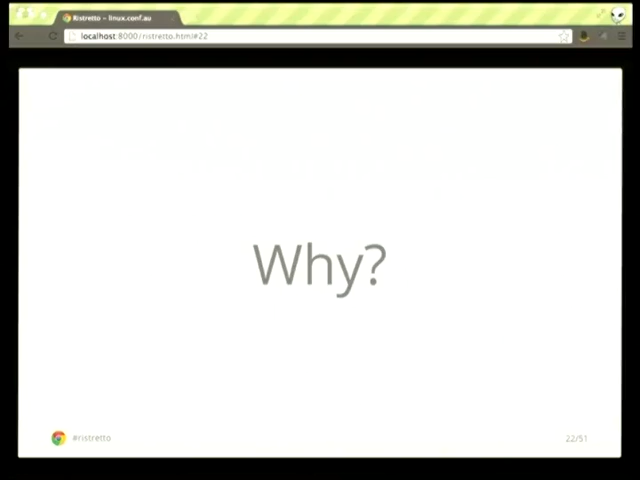 Ristretto – linux.conf.au
localhost:8000/ristretto.html#22
Why?
#ristretto
22/51